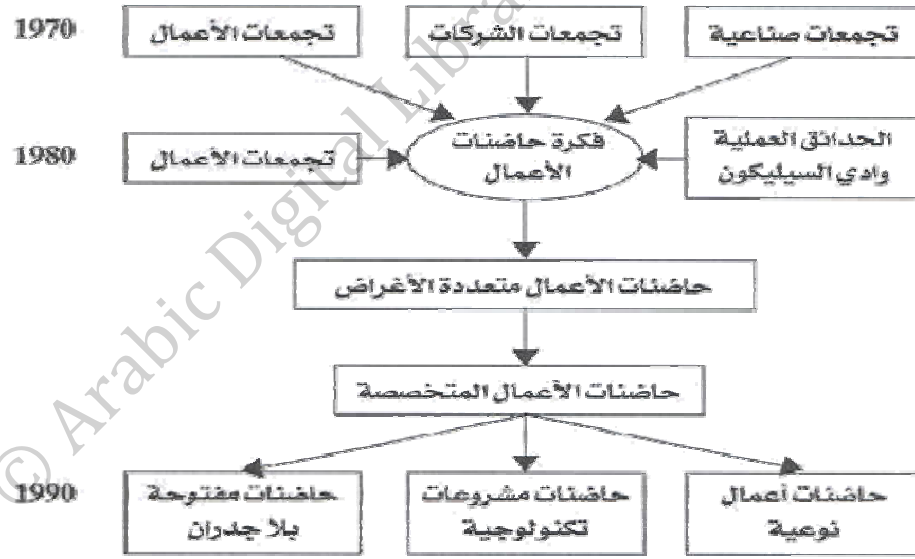 1970
تجمعات صناعية
تجمعات الشركات
تجمعات الأعمال
1980
الحدائق العملية
وادي السيليكون
فكرة حاضنات
الأعمال
تجمعات الأعمال
حاضنات الأعمال متعددة الأغراض
حاضنات الأعمال المتخصصة
1990
حاضنات أعمال
نوعية
حاضنات مشروعات
تكنولوجية
حاضنات مفتوحة
بلا جدران
© Arabic Digital Library